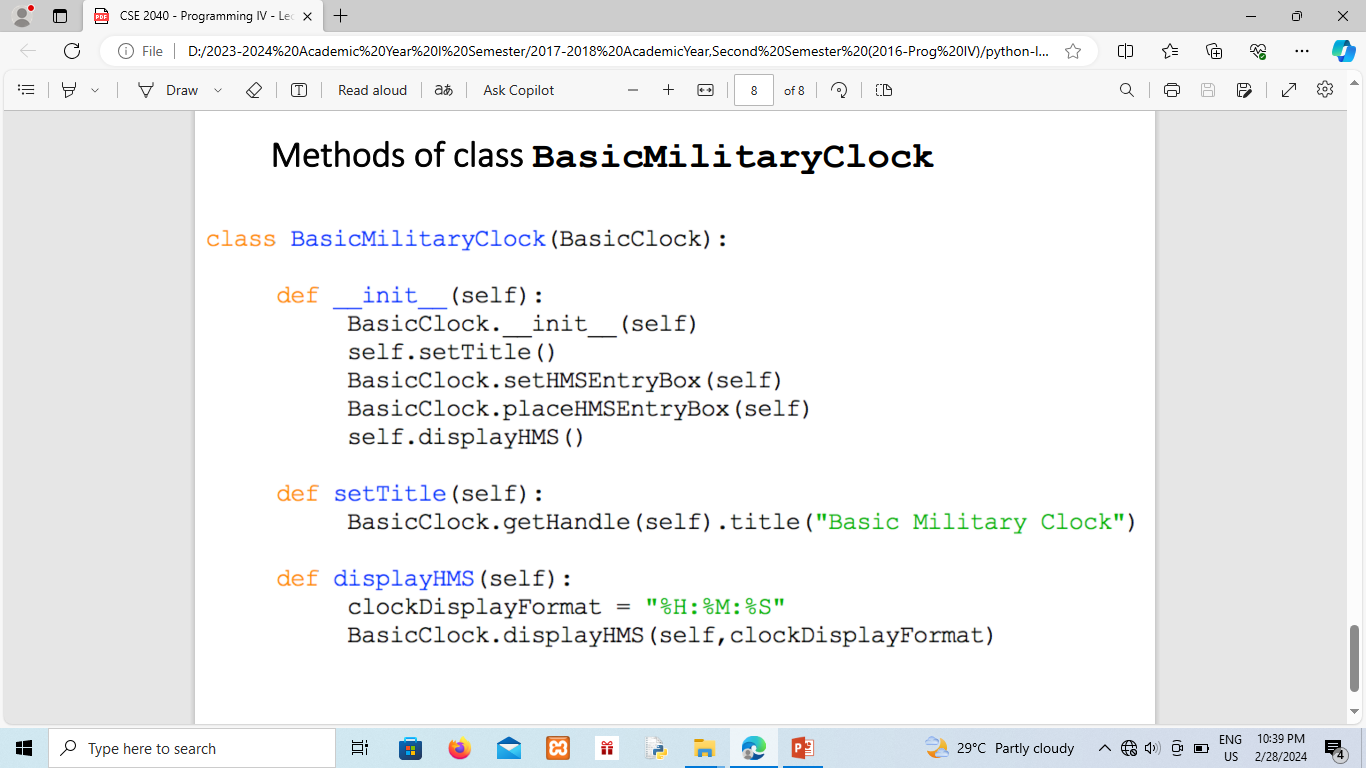 CSE 2040 - Programming IV - Lec
File
D:/2023-2024%20Academic%20Year%20I%20Semester/2017-2018%20AcademicYear,Second%20Semester%20(2016-Prog%20IV)/python-l...
Draw
Read aloud
aあ
Ask Copilot
8
of 8
Methods of class BasicMilitaryClock
class BasicMilitaryClock(BasicClock):
def __init__(self):
BasicClock.__init__(self)
self.setTitle()
BasicClock.setHMSEntryBox(self)
BasicClock.placeHMSEntryBox(self)
self.displayHMS()
def setTitle(self):
BasicClock.getHandle(self).title("Basic Military Clock")
def displayHMS(self):
clockDisplayFormat = "%H:%M:%S"
BasicClock.displayHMS(self,clockDisplayFormat)
Type here to search
29°C Partly cloudy
ENG
US
10:39 PM
2/28/2024
4